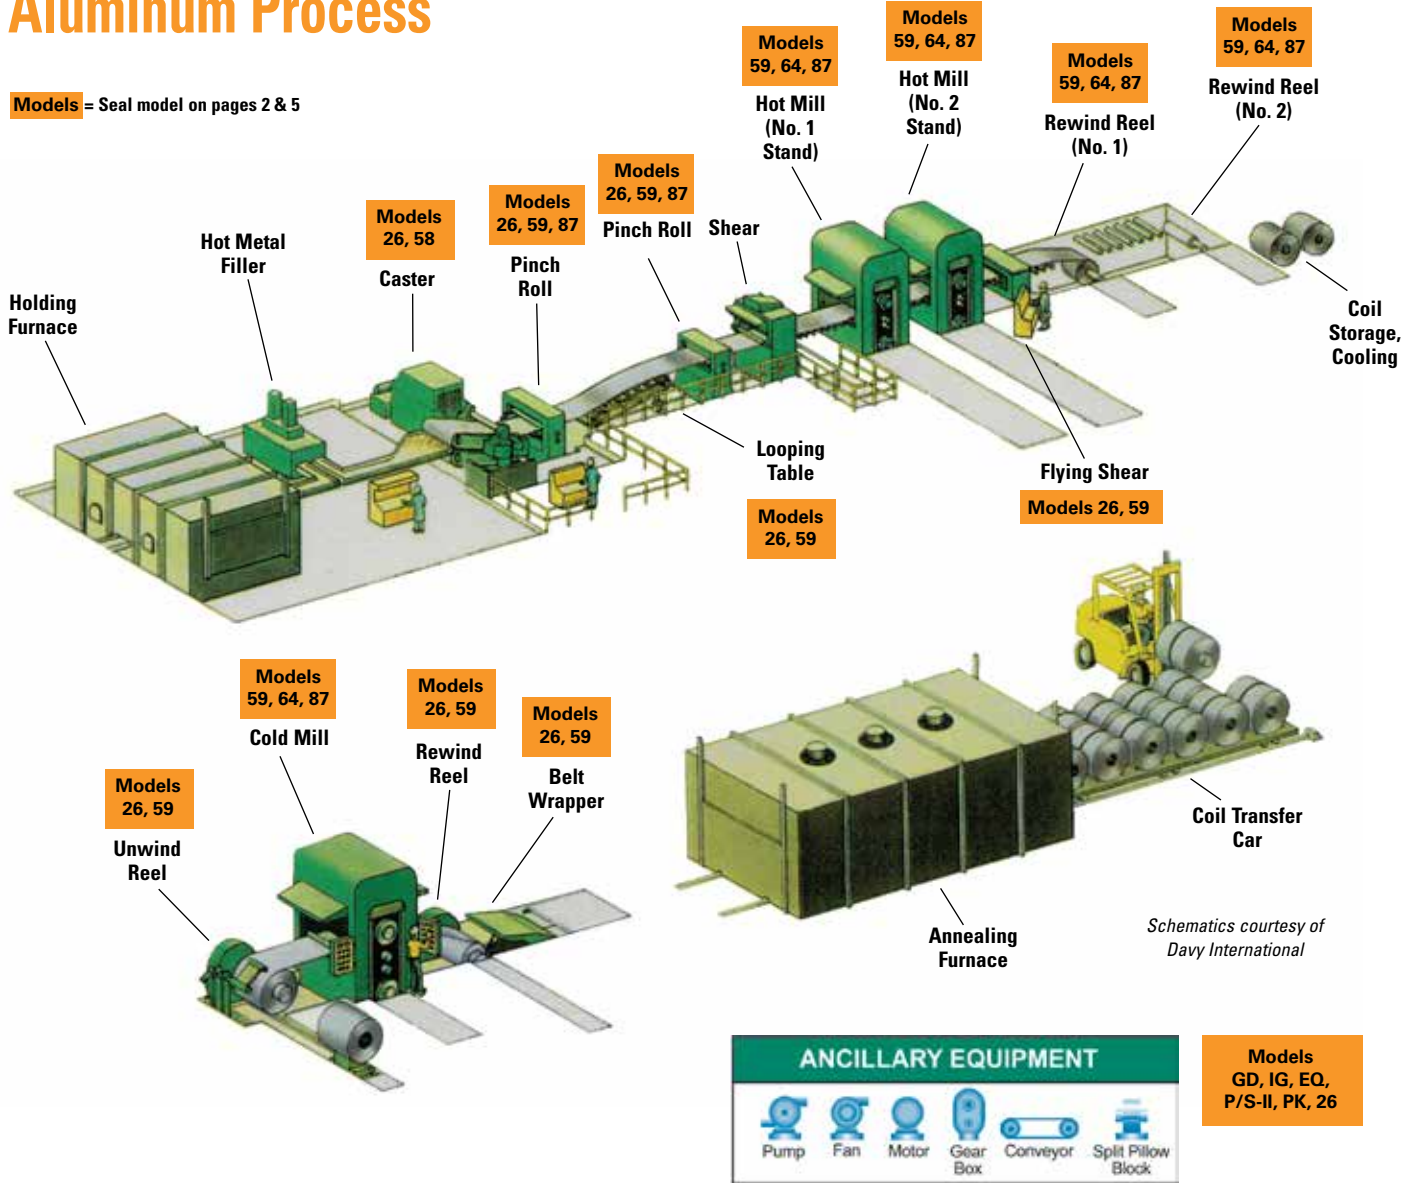 Aluminum Process
Models = Seal model on pages 2 & 5
Models
59, 64, 87
Hot Mill
(No. 1
Stand)
Models
59, 64, 87
Hot Mill
(No. 2
Stand)
Models
59, 64, 87
Rewind Reel
(No. 1)
Models
59, 64, 87
Rewind Reel
(No. 2)
Holding
Furnace
Hot Metal
Filler
Models
26, 58
Caster
Models
26, 59, 87
Pinch
Roll
Models
26, 59, 87
Pinch Roll
Shear
Coil
Storage,
Cooling
Looping
Table
Models
26, 59
Flying Shear
Models 26, 59
Models
26, 59
Unwind
Reel
Models
59, 64, 87
Cold Mill
Models
26, 59
Rewind
Reel
Models
26, 59
Belt
Wrapper
Coil Transfer
Car
Annealing
Furnace
Schematics courtesy of
Davy International
ANCILLARY EQUIPMENT
Pump
Fan
Motor
Gear
Box
Conveyor
Split Pillow
Block
Models
GD, IG, EQ,
P/S-II, PK, 26